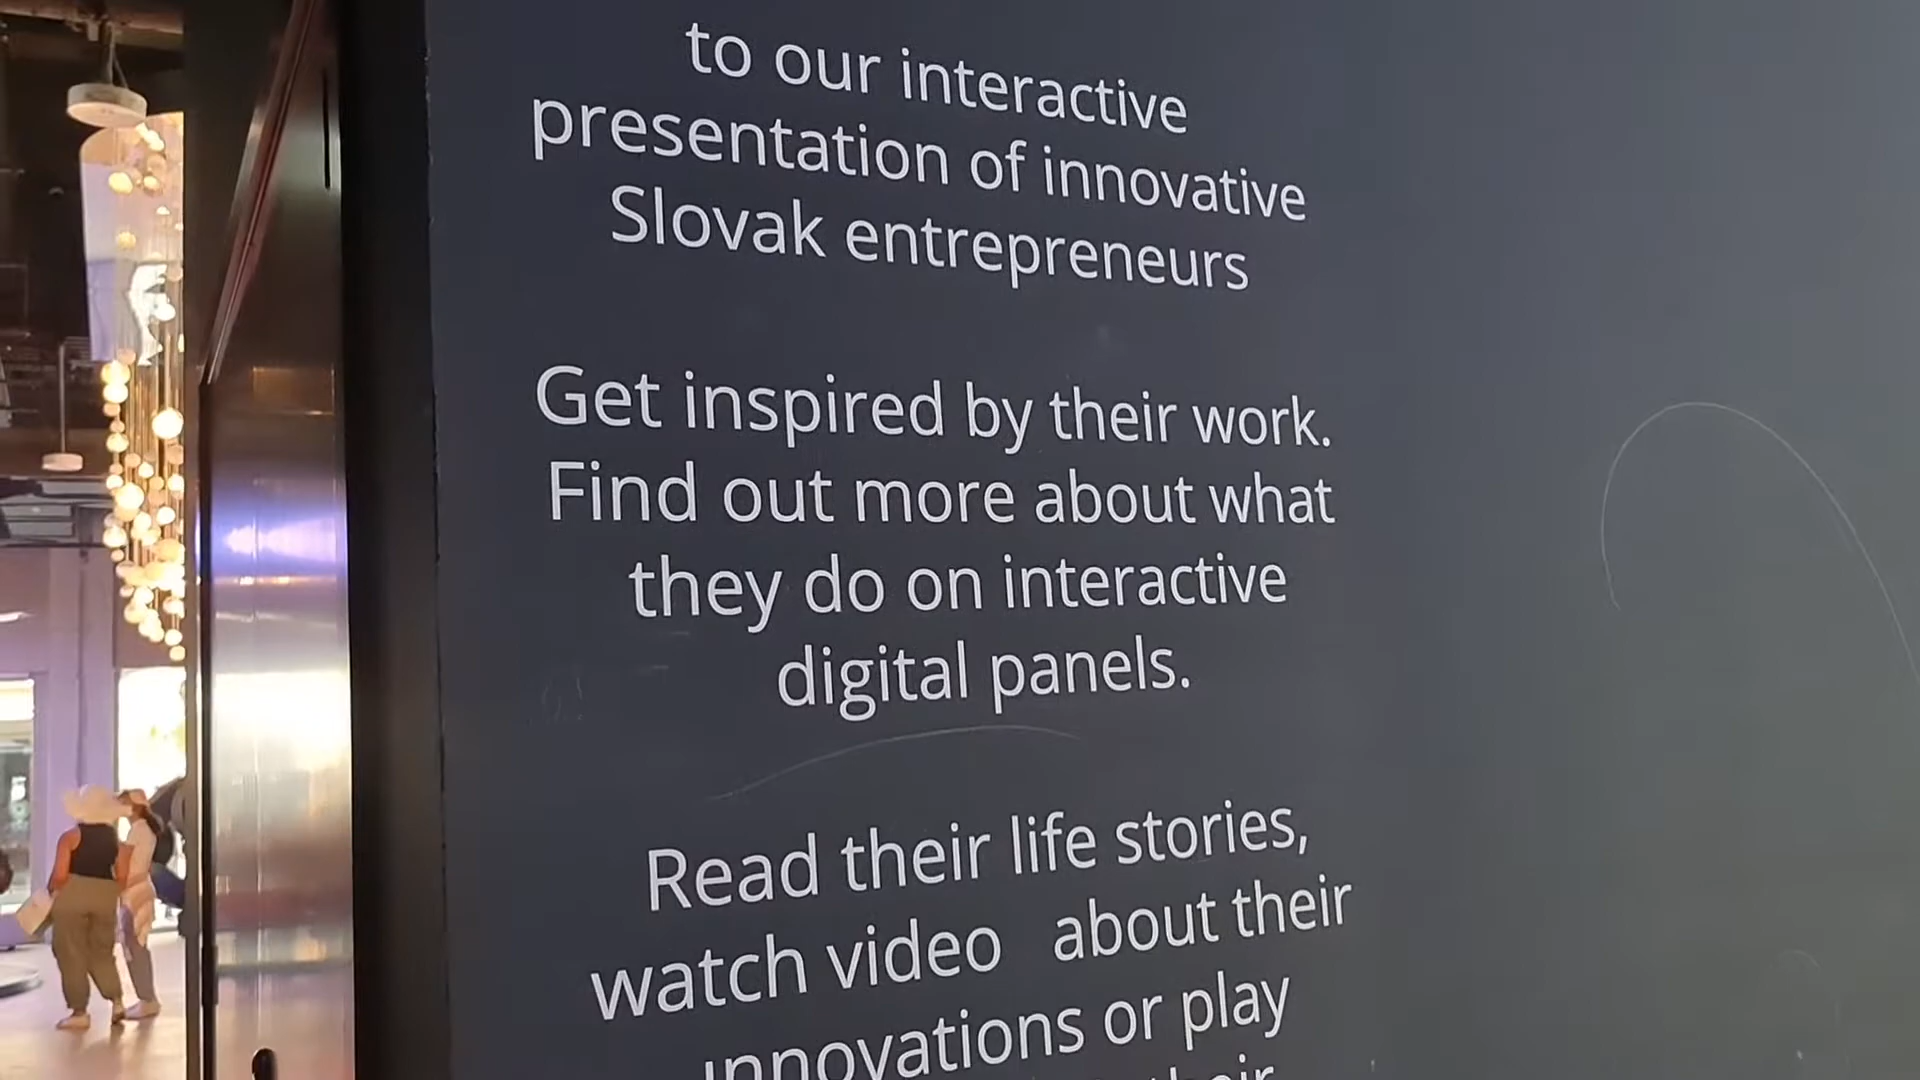 to our interactive
presentation of innovative
Slovak entrepreneurs
Get inspired by their work.
Find out more about what
they do on interactive
digital panels.
Read their life stories,
watch video about their
innovations or play
their